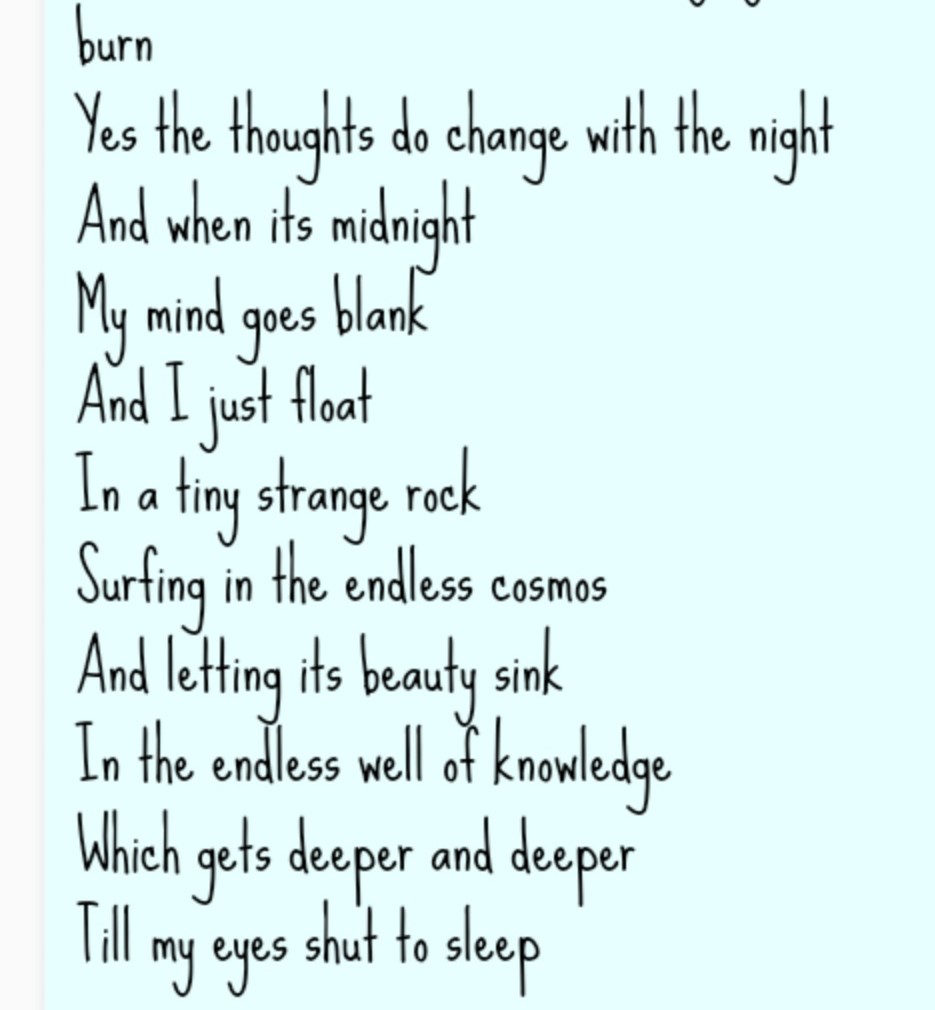 burn
Yes the thoughts do change with the night
And when its midnight
My mind goes blank
And I just float
In a tiny strange rock
Surfing in the endless cosmos
And letting its beauty sink
In the endless well of knowledge
Which gets deeper and deeper
Till my eyes shut to sleep